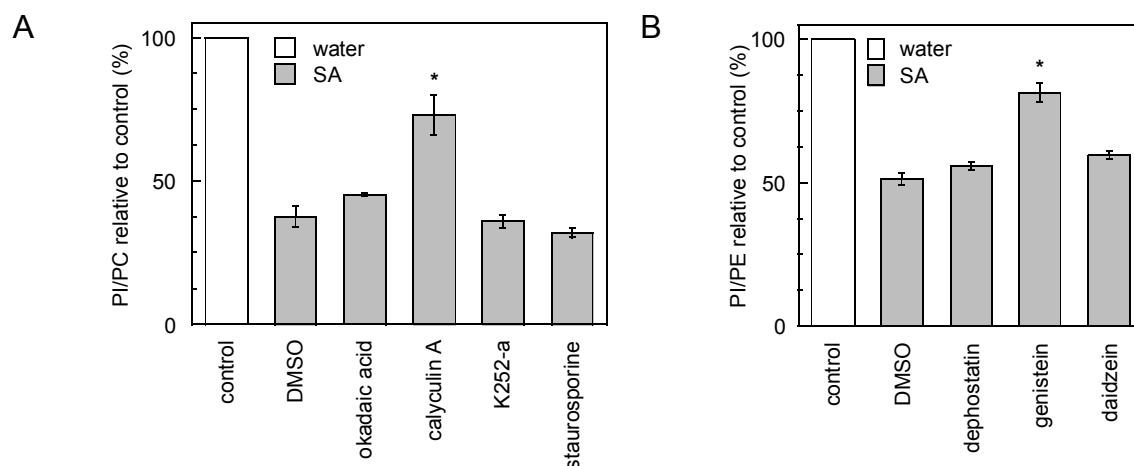 A
PI/PC relative to control (%)
100
50
0
water
SA
*
control
DMSO
okadaic acid
calyculin A
K252-a
staurosporine
B
PI/PE relative to control (%)
100
50
0
water
SA
*
control
DMSO
dephostatin
genistein
daidzein